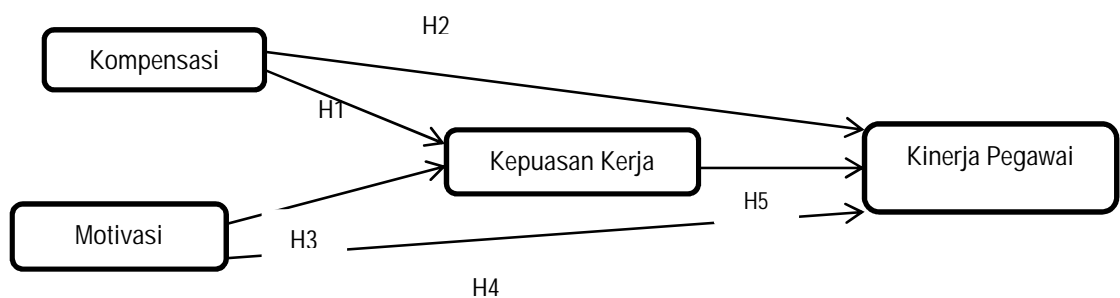 H2
Kompensasi
H1
Kepuasan Kerja
Kinerja Pegawai
H5
Motivasi
H3
H4